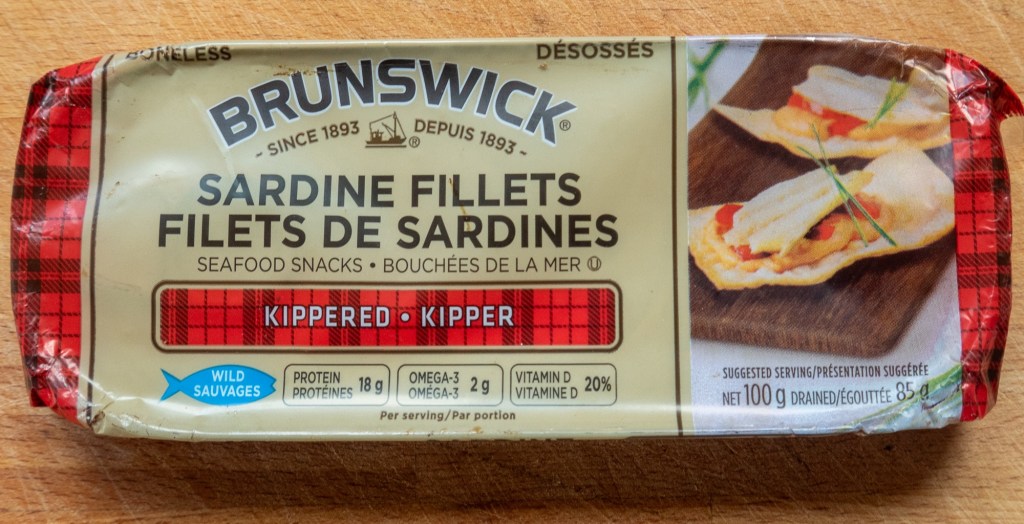 BONELESS
DÉSOSSÉS
BRUNSWICK®
- SINCE 1893 ® DEPUIS 1893 -
SARDINE FILLETS
FILETS DE SARDINES
SEAFOOD SNACKS • BOUCHÉES DE LA MER Ⓤ
KIPPERED • KIPPER
WILD
SAUVAGES
PROTEIN
PROTÉINES 18 g
OMEGA-3
OMÉGA-3 2 g
VITAMIN D
VITAMINE D 20%
Per serving/Par portion
SUGGESTED SERVING/PRÉSENTATION SUGGÉRÉE
NET 100 g DRAINED/ÉGOUTTÉE 85 g